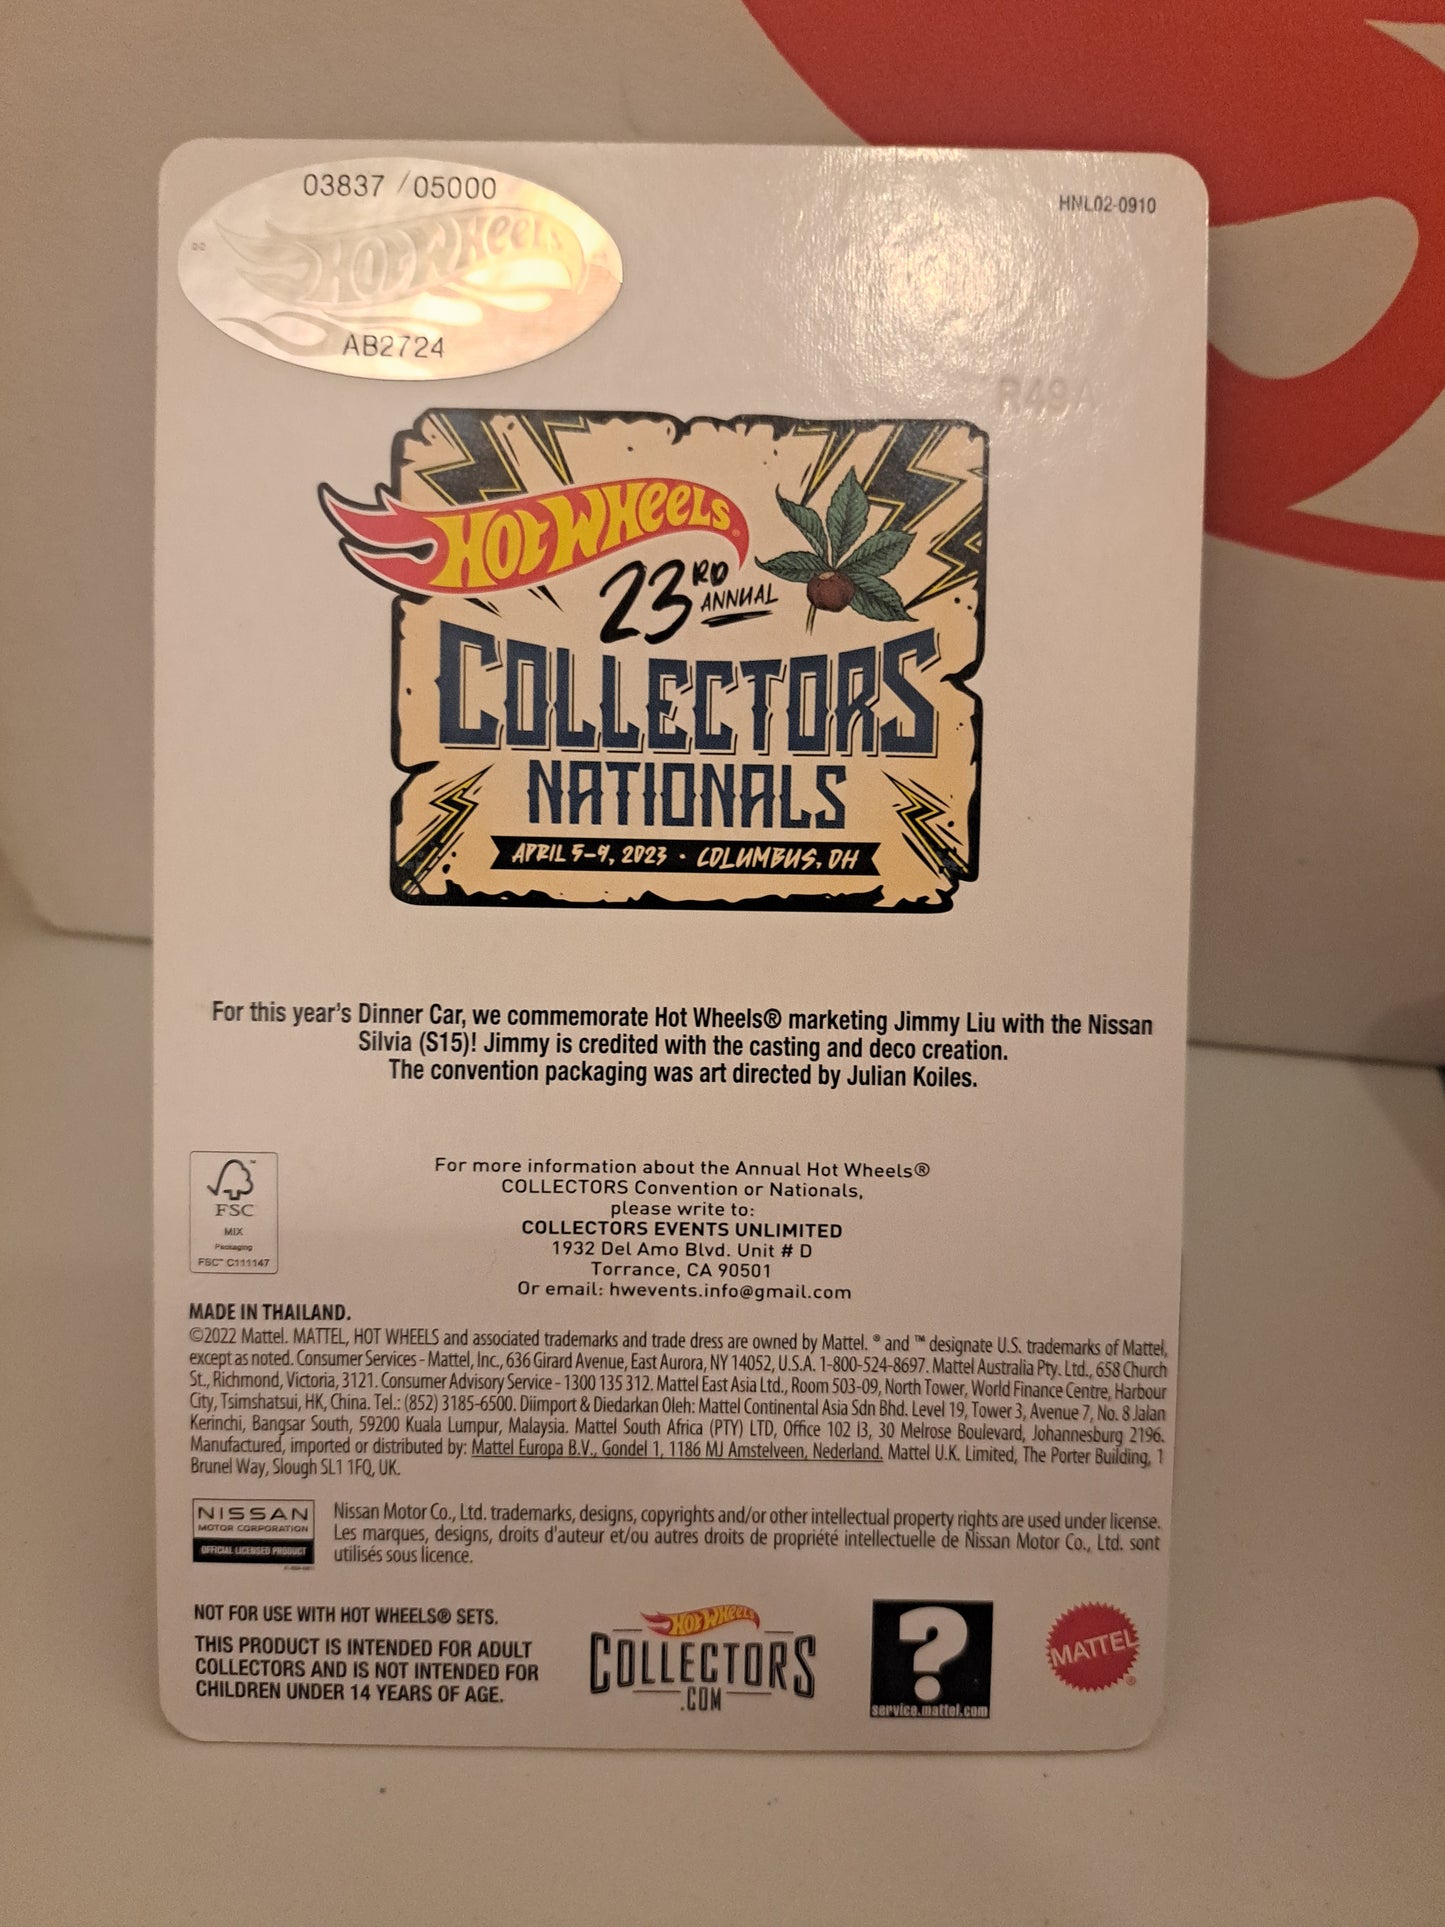 03837 /05000
HOT WHEELS
AB2724
HNL02-0910
R49A
HOT WHEELS
23RD
ANNUAL
COLLECTORS
NATIONALS
APRIL 5-9, 2023 · COLUMBUS, OH
For this year's Dinner Car, we commemorate Hot Wheels® marketing Jimmy Liu with the Nissan
Silvia (S15)! Jimmy is credited with the casting and deco creation.
The convention packaging was art directed by Julian Koiles.
For more information about the Annual Hot Wheels®
COLLECTORS Convention or Nationals,
please write to:
COLLECTORS EVENTS UNLIMITED
1932 Del Amo Blvd. Unit # D
Torrance, CA 90501
Or email: hwevents.info@gmail.com
FSC
MIX
Packaging
FSC™ C111147
MADE IN THAILAND.
©2022 Mattel. MATTEL, HOT WHEELS and associated trademarks and trade dress are owned by Mattel. ® and ™ designate U.S. trademarks of Mattel,
except as noted. Consumer Services - Mattel, Inc., 636 Girard Avenue, East Aurora, NY 14052, U.S.A. 1-800-524-8697. Mattel Australia Pty. Ltd., 658 Church
St., Richmond, Victoria, 3121. Consumer Advisory Service - 1300 135 312. Mattel East Asia Ltd., Room 503-09, North Tower, World Finance Centre, Harbour
City, Tsimshatsui, HK, China. Tel.: (852) 3185-6500. Diimport & Diedarkan Oleh: Mattel Continental Asia Sdn Bhd. Level 19, Tower 3, Avenue 7, No. 8 Jalan
Kerinchi, Bangsar South, 59200 Kuala Lumpur, Malaysia. Mattel South Africa (PTY) LTD, Office 102 I3, 30 Melrose Boulevard, Johannesburg 2196.
Manufactured, imported or distributed by: Mattel Europa B.V., Gondel 1, 1186 MJ Amstelveen, Nederland. Mattel U.K. Limited, The Porter Building, 1
Brunel Way, Slough SL1 1FQ, UK.
NISSAN
MOTOR CORPORATION
OFFICIAL LICENSED PRODUCT
Nissan Motor Co., Ltd. trademarks, designs, copyrights and/or other intellectual property rights are used under license.
Les marques, designs, droits d'auteur et/ou autres droits de propriété intellectuelle de Nissan Motor Co., Ltd. sont
utilisés sous licence.
NOT FOR USE WITH HOT WHEELS® SETS.
THIS PRODUCT IS INTENDED FOR ADULT
COLLECTORS AND IS NOT INTENDED FOR
CHILDREN UNDER 14 YEARS OF AGE.
HOT WHEELS
COLLECTORS
.COM
?
service.mattel.com
MATTEL®